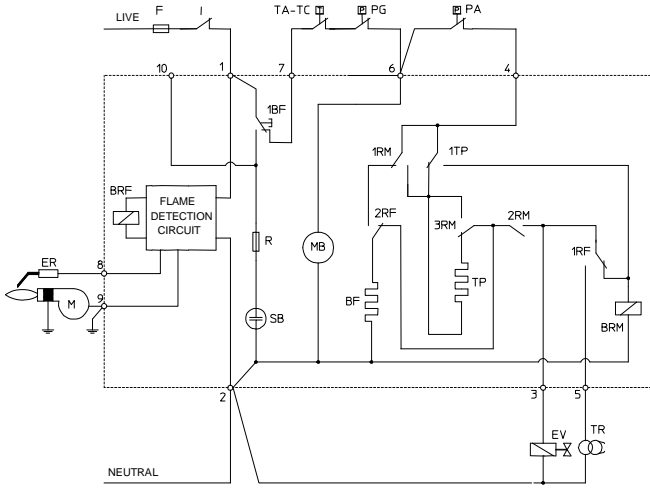 LIVE F I TA-TC T P PG P PA
10 1 7 6 4
1BF
1RM 1TP
BRF FLAME
DETECTION
CIRCUIT
2RF 3RM 2RM
R MB 1RF
ER 8
M 9
BF TP
SB BRM
2 3 5
EV TR
NEUTRAL